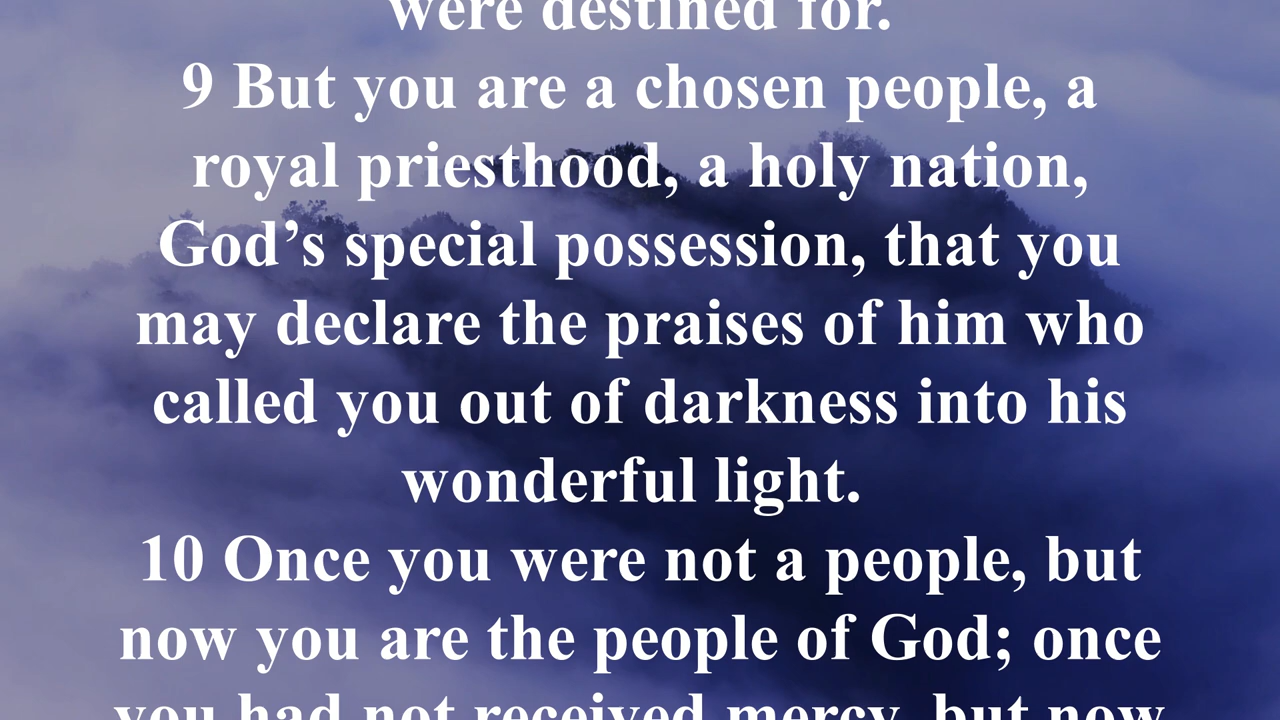 were destined for.
9 But you are a chosen people, a
royal priesthood, a holy nation,
God’s special possession, that you
may declare the praises of him who
called you out of darkness into his
wonderful light.
10 Once you were not a people, but
now you are the people of God; once
you had not received mercy, but now